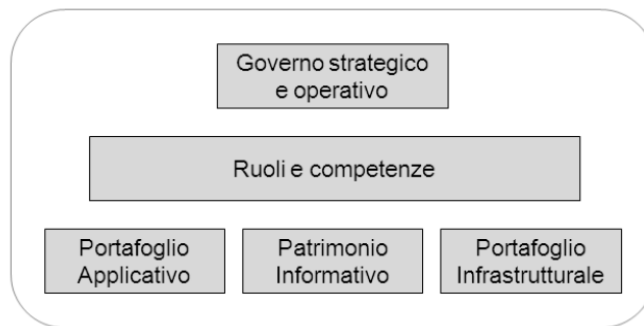 Governo strategico
e operativo
Ruoli e competenze
Portafoglio
Applicativo
Patrimonio
Informativo
Portafoglio
Infrastrutturale